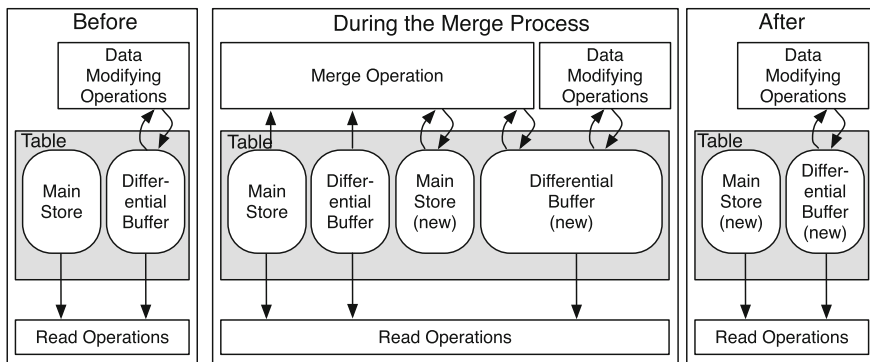 Before
Data
Modifying
Operations
Table
Main
Store
Differ-
ential
Buffer
Read Operations
During the Merge Process
Merge Operation
Data
Modifying
Operations
Table
Main
Store
Differ-
ential
Buffer
Main
Store
(new)
Differential
Buffer
(new)
Read Operations
After
Data
Modifying
Operations
Table
Main
Store
(new)
Differ-
ential
Buffer
(new)
Read Operations